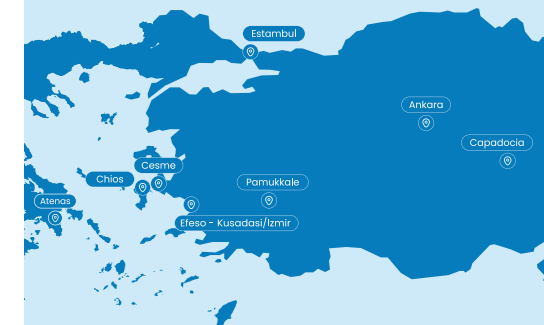 Estambul
Ankara
Capadocia
Cesme
Chios
Pamukkale
Atenas
Efeso - Kusadasi/Izmir